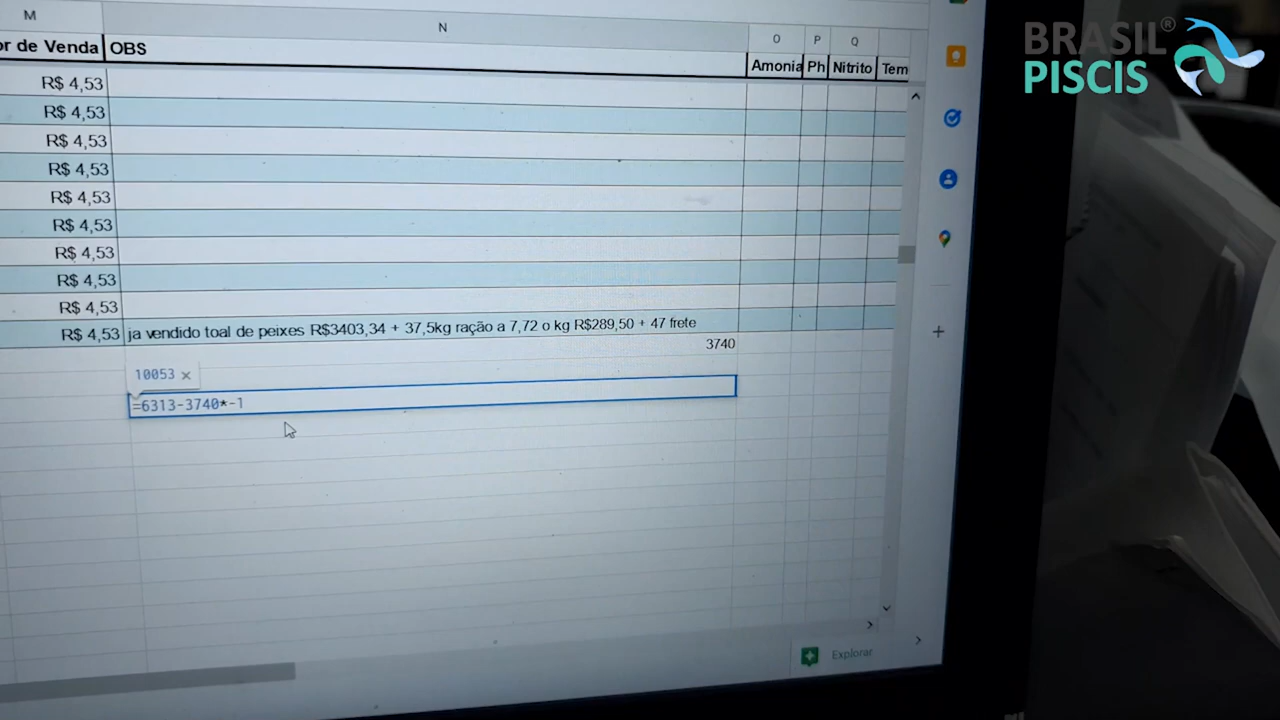 BRASIL®
PISCIS
M N O P Q
or de Venda OBS Amonia Ph Nitrito Tem
R$ 4,53
R$ 4,53
R$ 4,53
R$ 4,53
R$ 4,53
R$ 4,53
R$ 4,53
R$ 4,53
R$ 4,53
R$ 4,53 ja vendido toal de peixes R$3403,34 + 37,5kg ração a 7,72 o kg R$289,50 + 47 frete
3740
10053 ×
=6313-3740*-1
Explorar